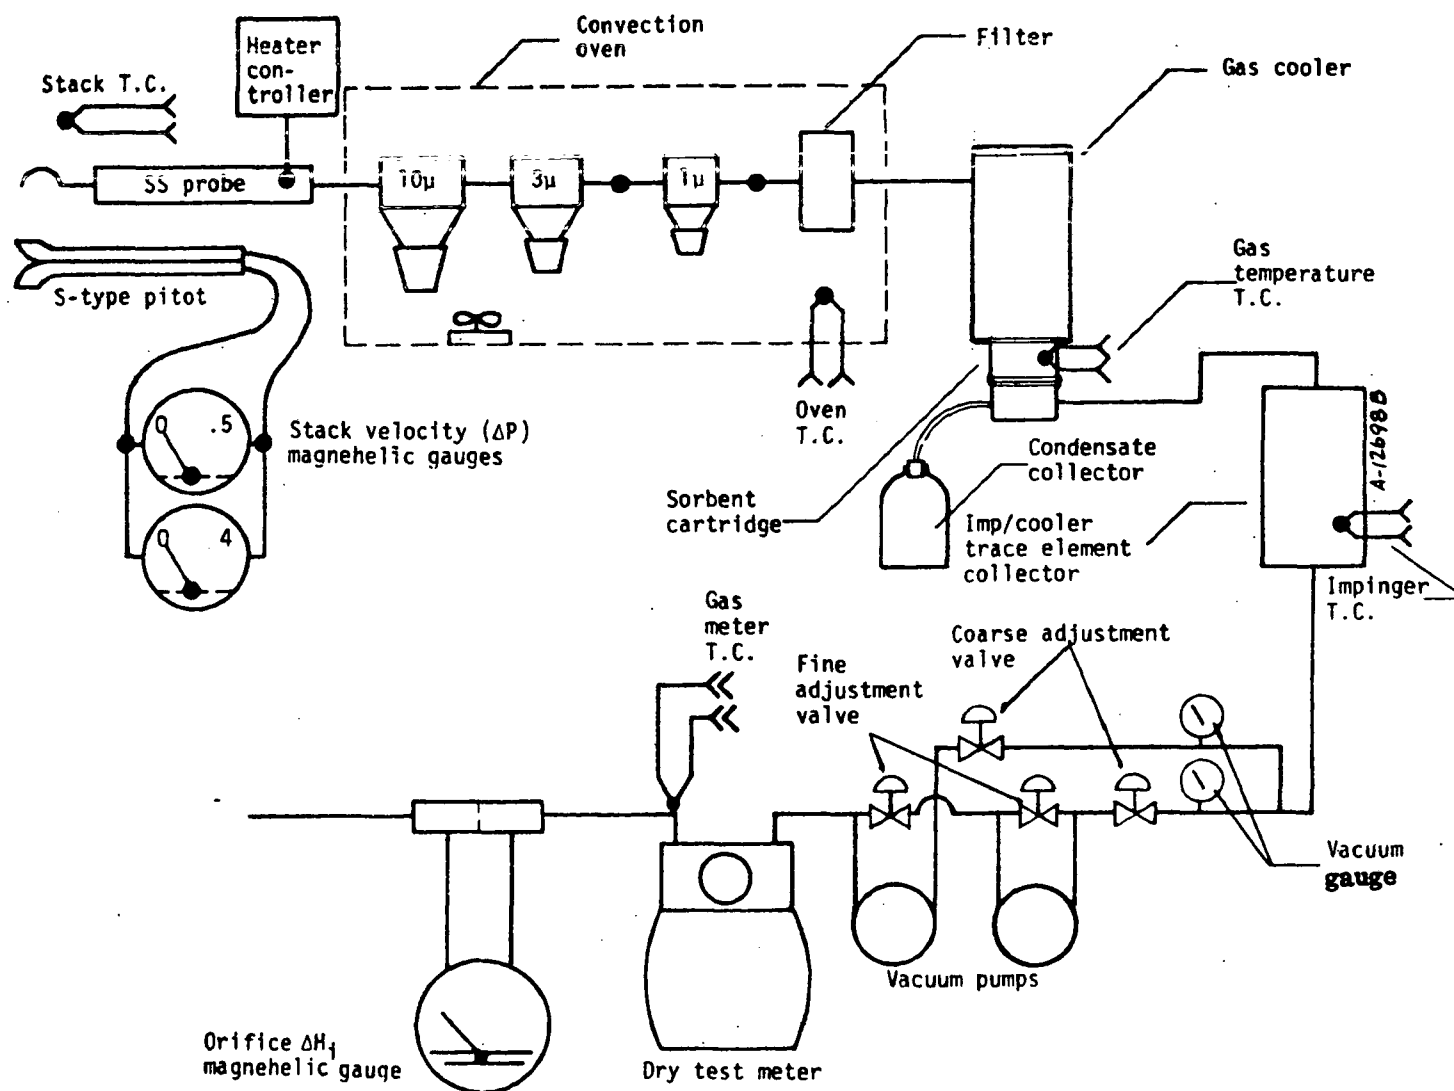 Convection
oven
Filter
Gas cooler
Heater
con-
troller
Stack T.C.
SS probe
10μ
3μ
1μ
S-type pitot
Gas
temperature
T.C.
Oven
T.C.
0 .5
Stack velocity (ΔP)
magnehelic gauges
0 4
Sorbent
cartridge
Condensate
collector
Imp/cooler
trace element
collector
A-12698B
Impinger
T.C.
Gas
meter
T.C.
Coarse adjustment
valve
Fine
adjustment
valve
Vacuum
gauge
Vacuum pumps
Orifice ΔHi
magnehelic gauge
Dry test meter